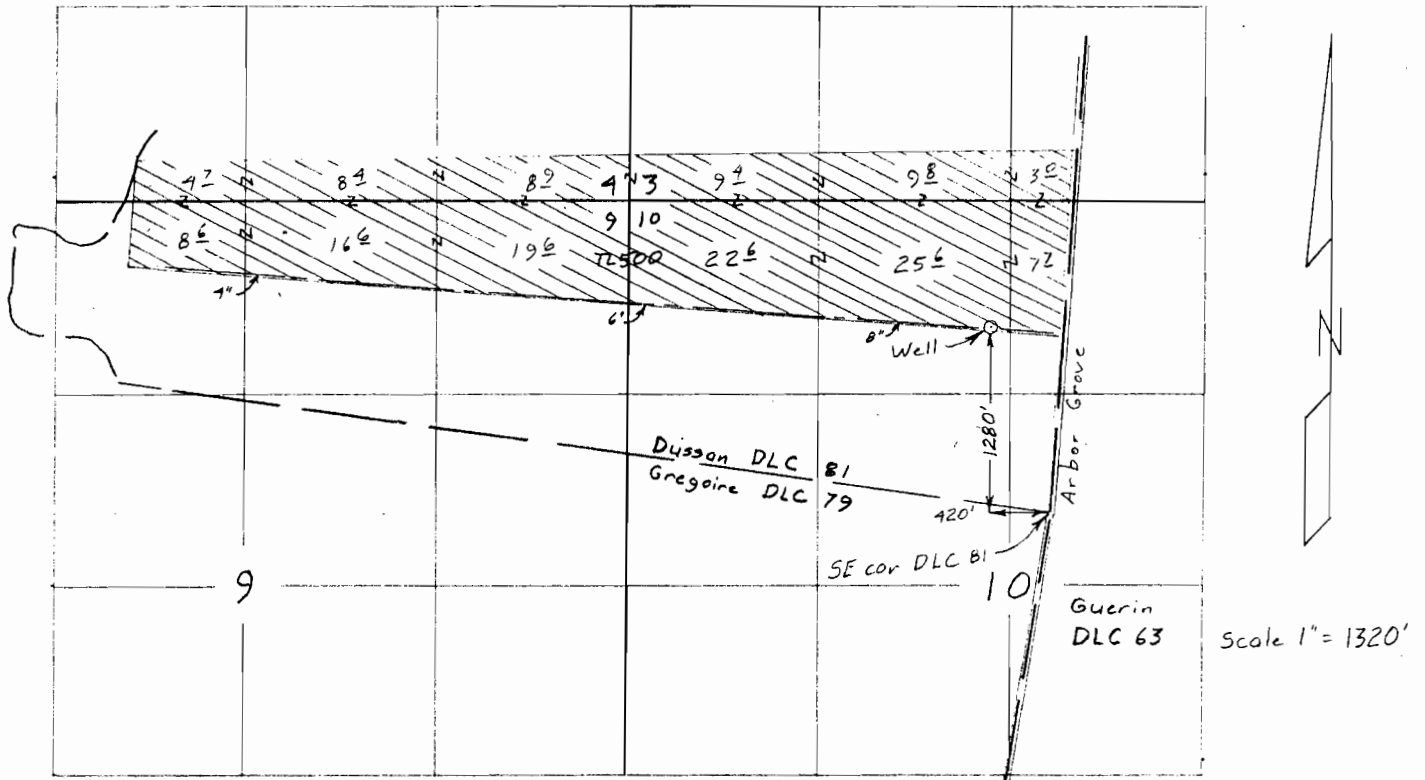 4 7 8 4 8 9 4 3 9 4 9 8 3 0
9 10
8 6 16 6 19 6 TL500 22 6 25 6 7 7
4"
6"
8"
Well
Arbor Grove
1280'
Dusson DLC 81
Gregoire DLC 79
420'
SE cor DLC 81
9
10
Guerin
DLC 63
Scale 1" = 1320'
N